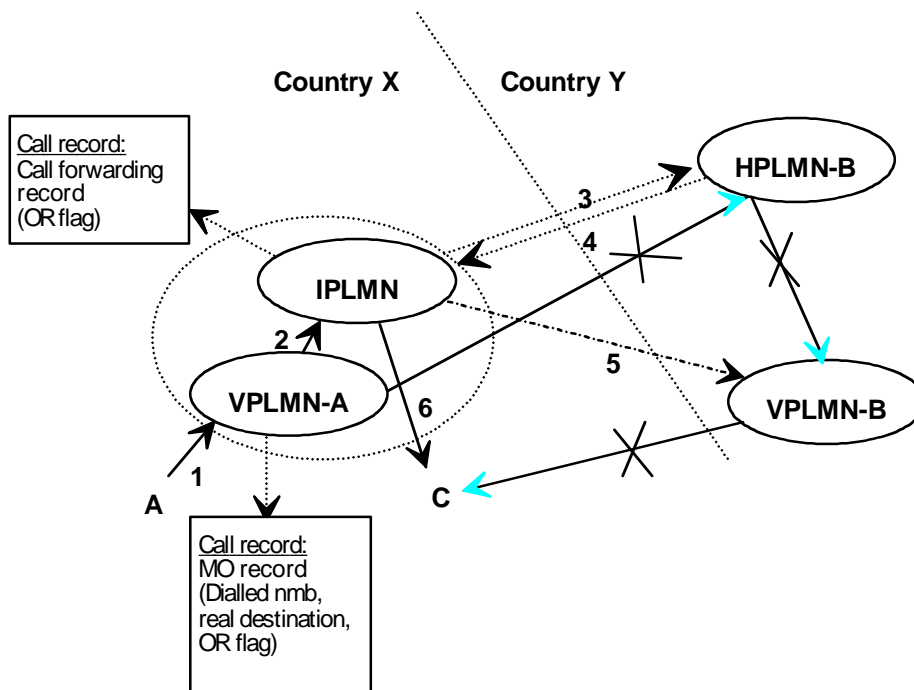 Country X
Country Y
Call record:
Call forwarding
record
(OR flag)
HPLMN-B
3
4
IPLMN
2
5
VPLMN-A
6
VPLMN-B
1
A
C
Call record:
MO record
(Dialled nmb,
real destination,
OR flag)